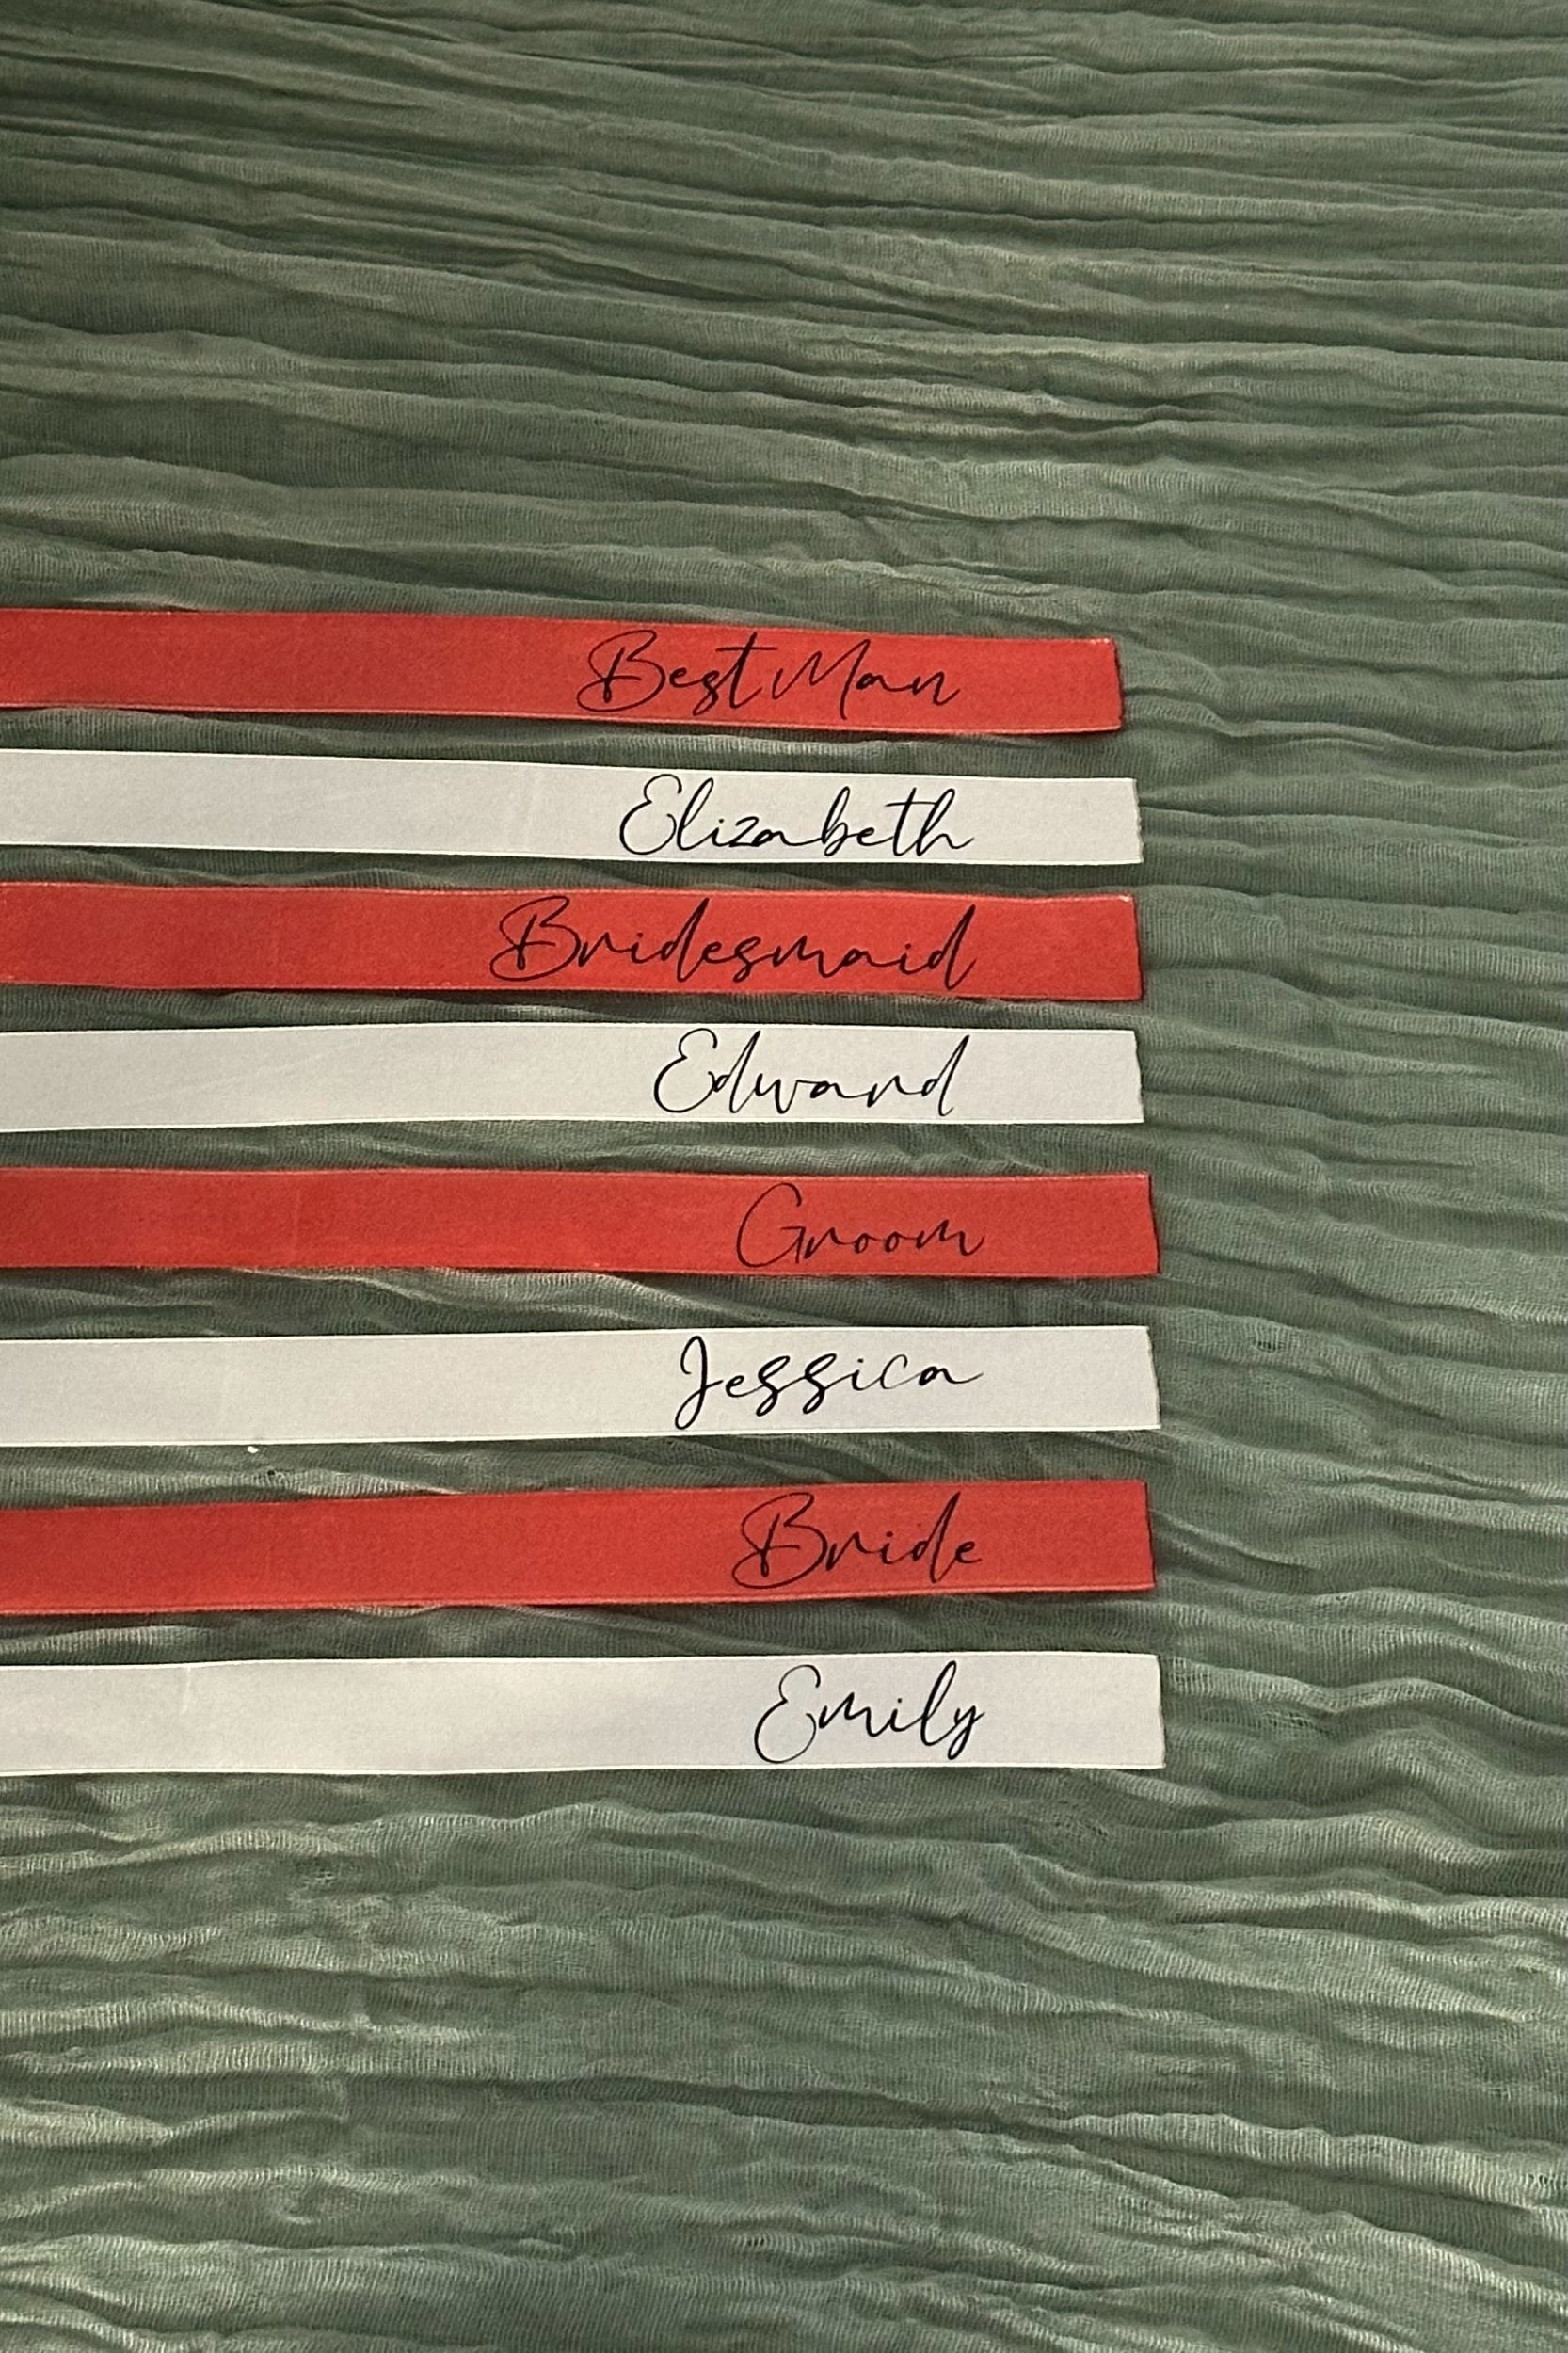 Best Man
Elizabeth
Bridesmaid
Edward
Groom
Jessica
Bride
Emily